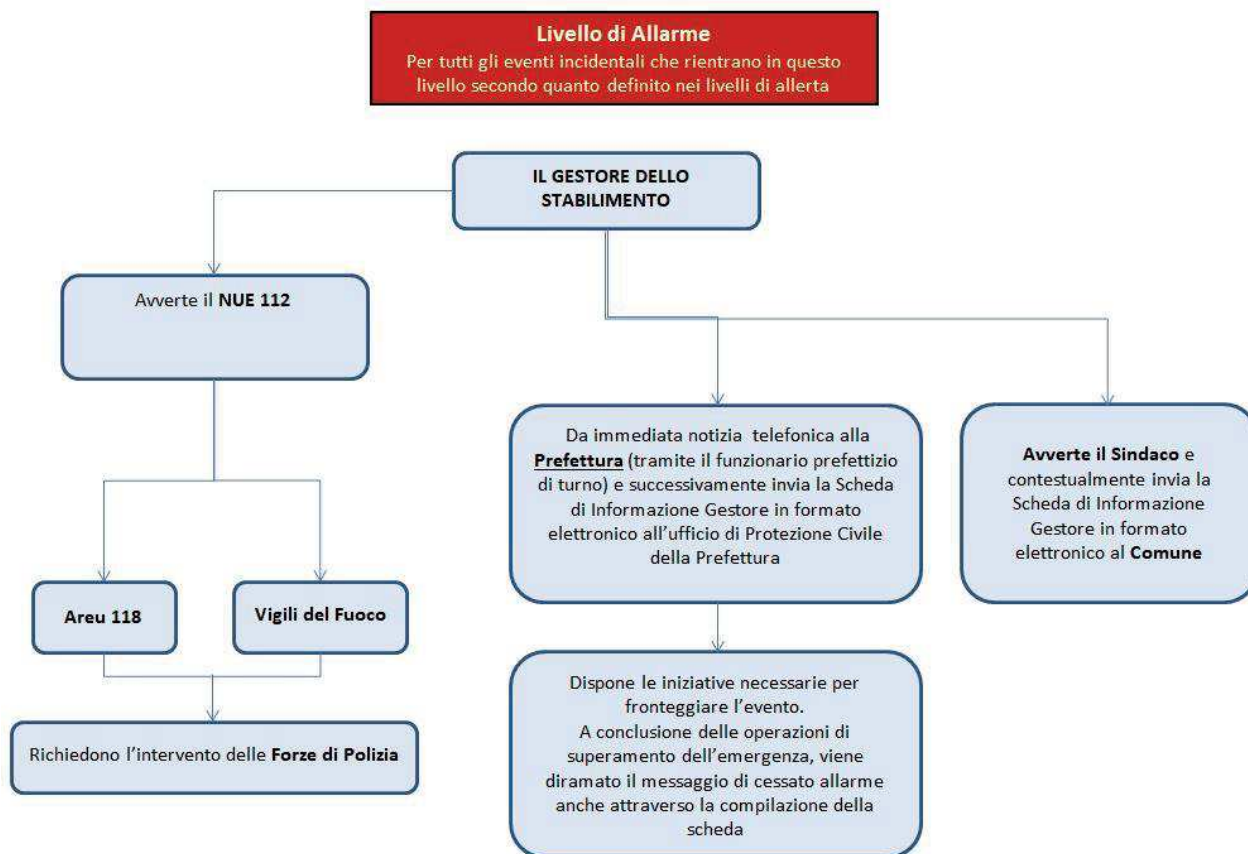 Livello di Allarme
Per tutti gli eventi incidentali che rientrano in questo
livello secondo quanto definito nei livelli di allerta
IL GESTORE DELLO
STABILIMENTO
Avverte il NUE 112
Da immediata notizia telefonica alla
Prefettura (tramite il funzionario prefettizio
di turno) e successivamente invia la Scheda
di Informazione Gestore in formato
elettronico all'ufficio di Protezione Civile
della Prefettura
Avverte il Sindaco e
contestualmente invia la
Scheda di Informazione
Gestore in formato
elettronico al Comune
Areu 118
Vigili del Fuoco
Richiedono l'intervento delle Forze di Polizia
Dispone le iniziative necessarie per
fronteggiare l'evento.
A conclusione delle operazioni di
superamento dell'emergenza, viene
diramato il messaggio di cessato allarme
anche attraverso la compilazione della
scheda